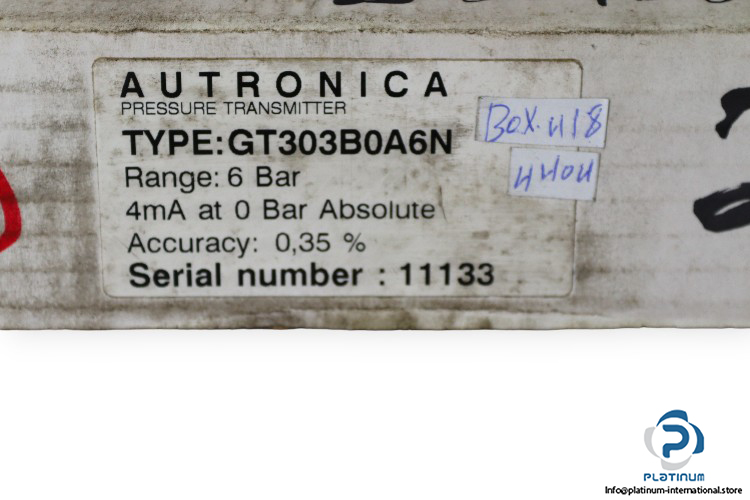 AUTRONICA
PRESSURE TRANSMITTER
TYPE:GT303B0A6N
Range: 6 Bar
4mA at 0 Bar Absolute
Accuracy: 0,35 %
Serial number : 11133
BOX.418
4404
PLATINUM
Info@platinum-international.store